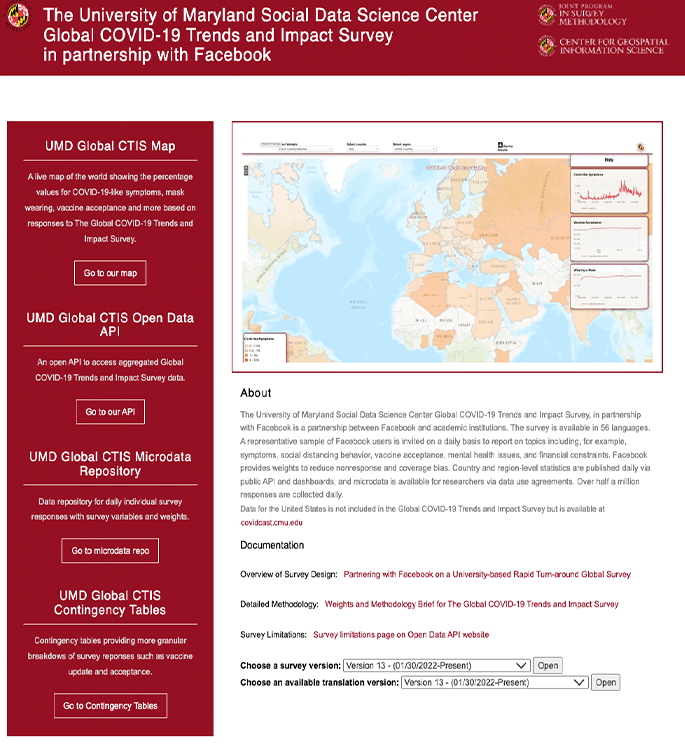 The University of Maryland Social Data Science Center
Global COVID-19 Trends and Impact Survey
in partnership with Facebook
JOINT PROGRAM
IN SURVEY
METHODOLOGY
CENTER FOR GEOSPATIAL
INFORMATION SCIENCE
UMD Global CTIS Map
A live map of the world showing the percentage
values for COVID-19-like symptoms, mask
wearing, vaccine acceptance and more based on
responses to The Global COVID-19 Trends and
Impact Survey.
Go to our map
UMD Global CTIS Open Data
API
An open API to access aggregated Global
COVID-19 Trends and Impact Survey data.
Go to our API
UMD Global CTIS Microdata
Repository
Data repository for daily individual survey
responses with survey variables and weights.
Go to microdata repo
UMD Global CTIS
Contingency Tables
Contingency tables providing more granular
breakdowns of survey reponses such as vaccine
update and acceptance.
Go to Contingency Tables
Select country
Select region
Italy
Covid-like Symptoms
Vaccine Acceptance
Wearing a Mask
Atlantic
Ocean
Covid-like Symptoms
About
The University of Maryland Social Data Science Center Global COVID-19 Trends and Impact Survey, in partnership
with Facebook is a partnership between Facebook and academic institutions. The survey is available in 56 languages.
A representative sample of Facebook users is invited on a daily basis to report on topics including, for example,
symptoms, social distancing behavior, vaccine acceptance, mental health issues, and financial constraints. Facebook
provides weights to reduce nonresponse and coverage bias. Country and region-level statistics are published daily via
public API and dashboards, and microdata is available for researchers via data use agreements. Over half a million
responses are collected daily.
Data for the United States is not included in the Global COVID-19 Trends and Impact Survey but is available at
covidcast.cmu.edu
Documentation
Overview of Survey Design: Partnering with Facebook on a University-based Rapid Turn-around Global Survey
Detailed Methodology: Weights and Methodology Brief for The Global COVID-19 Trends and Impact Survey
Survey Limitations: Survey limitations page on Open Data API website
Choose a survey version: Version 13 - (01/30/2022-Present) Open
Choose an available translation version: Version 13 - (01/30/2022-Present) Open